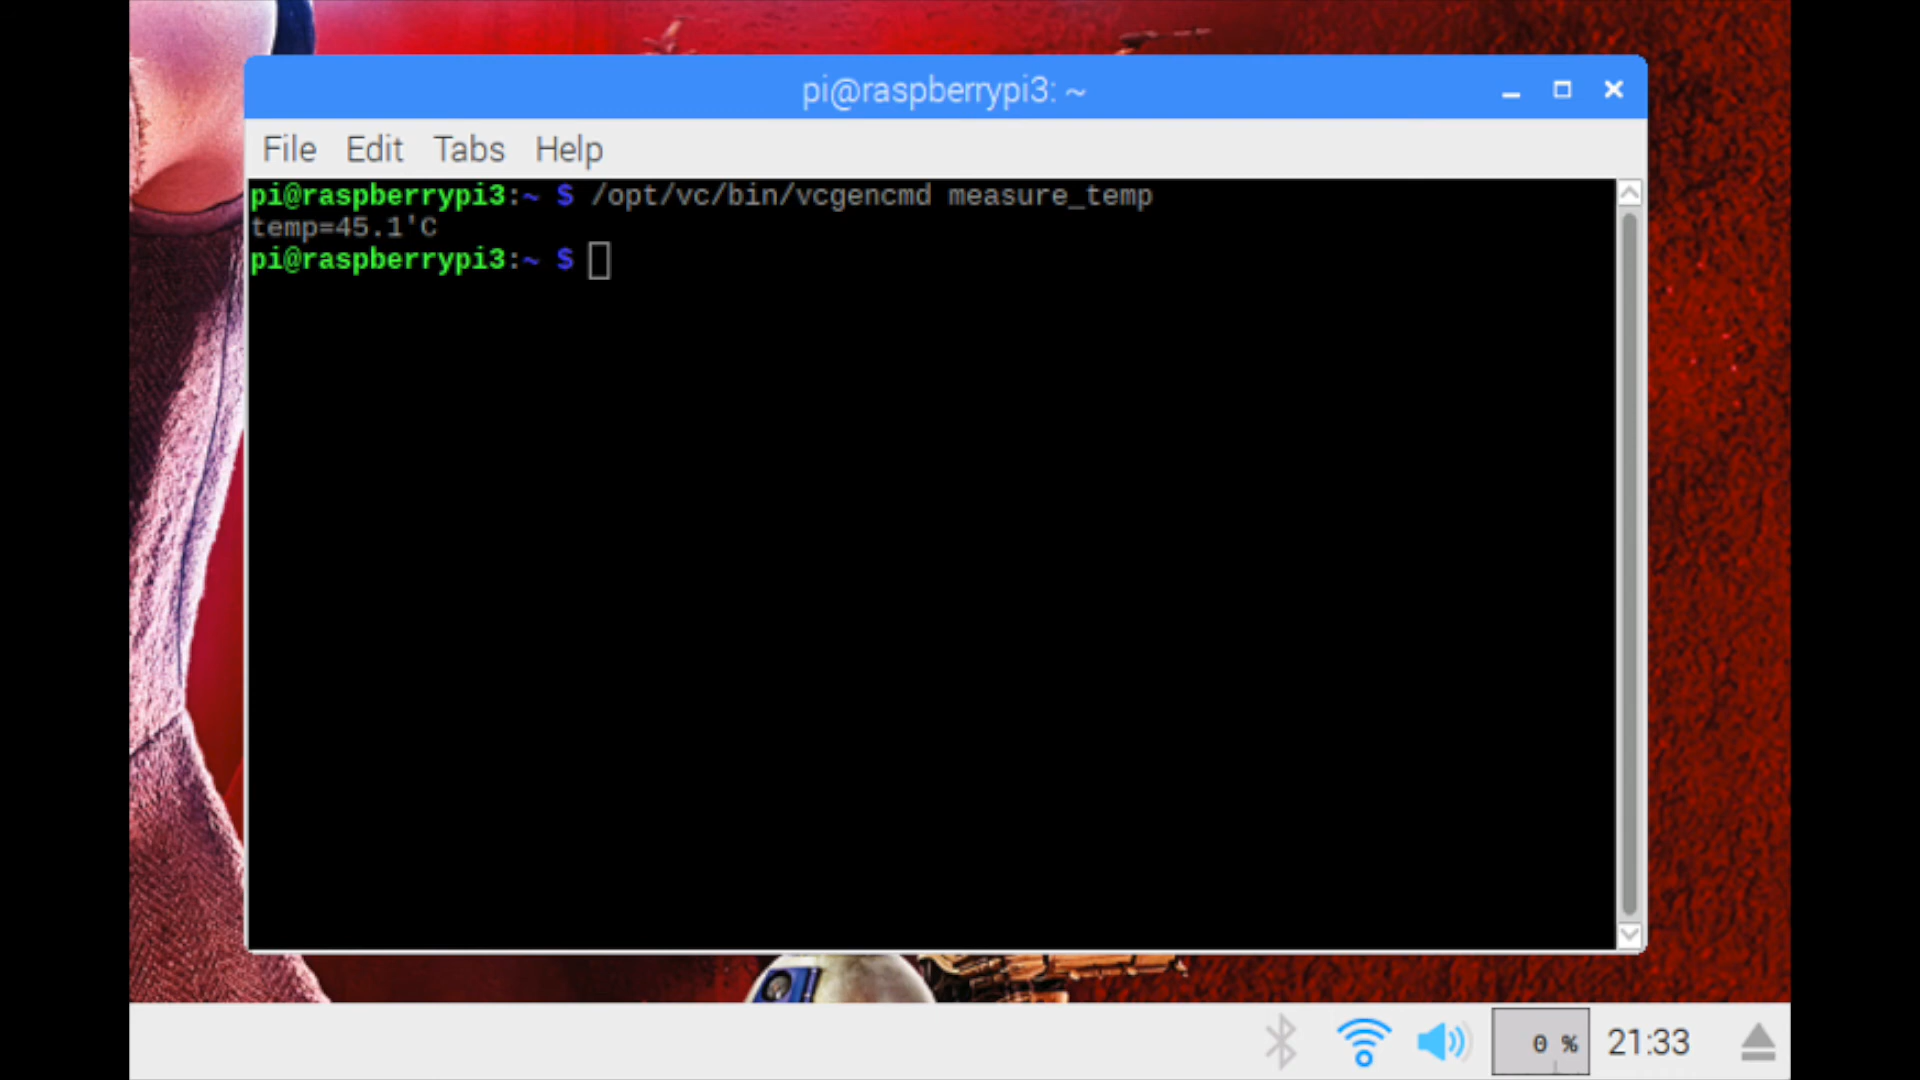 pi@raspberrypi3: ~
File Edit Tabs Help
pi@raspberrypi3:~ $ /opt/vc/bin/vcgencmd measure_temp
temp=45.1'C
pi@raspberrypi3:~ $
0 % 21:33